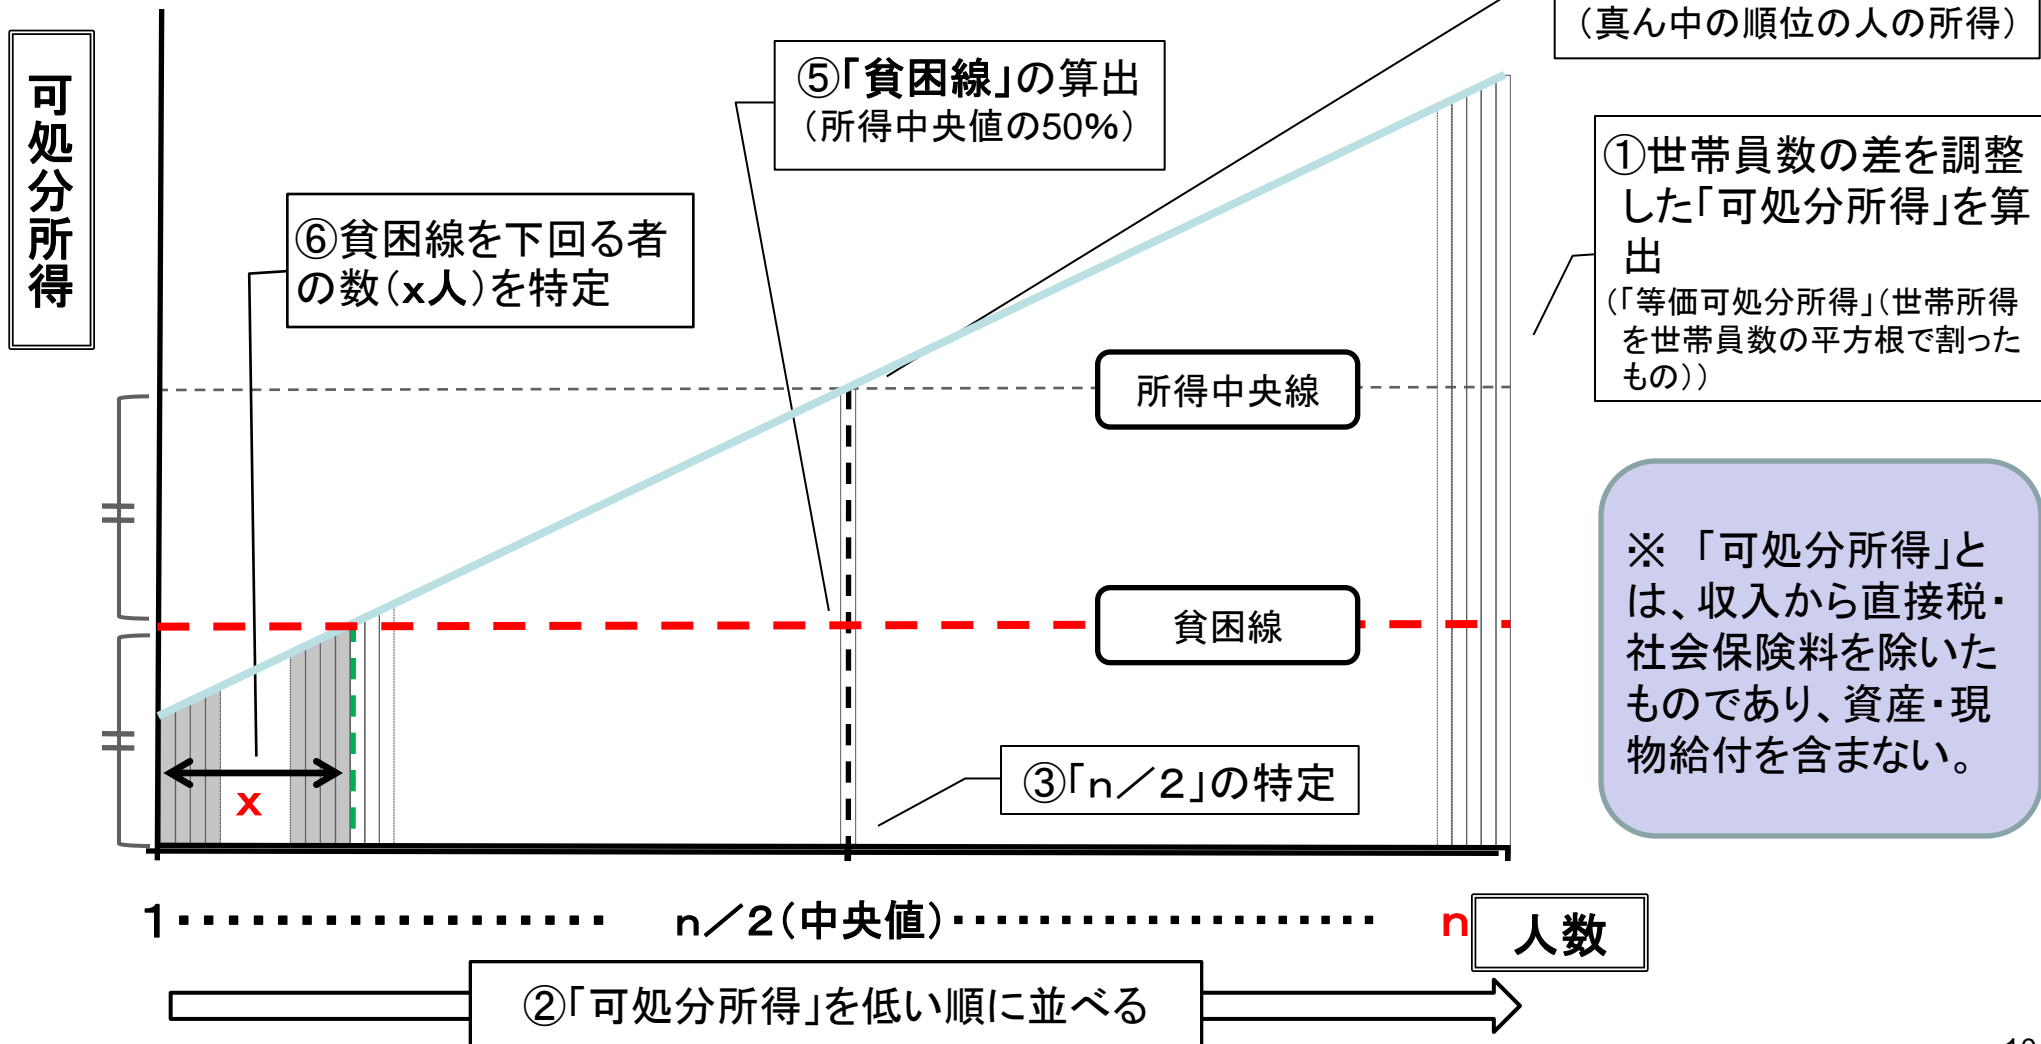 (真ん中の順位の人の所得)
可処分所得
⑤「貧困線」の算出
(所得中央値の50%)
①世帯員数の差を調整
した「可処分所得」を算
出
(「等価可処分所得」(世帯所得
を世帯員数の平方根で割った
もの))
⑥貧困線を下回る者
の数(x人)を特定
所得中央線
※ 「可処分所得」と
は、収入から直接税・
社会保険料を除いた
ものであり、資産・現
物給付を含まない。
貧困線
x
③「n/2」の特定
1 ・・・・・・・・・・・・・・・・・ n/2(中央値)・・・・・・・・・・・・・・・・・・ n
人数
②「可処分所得」を低い順に並べる